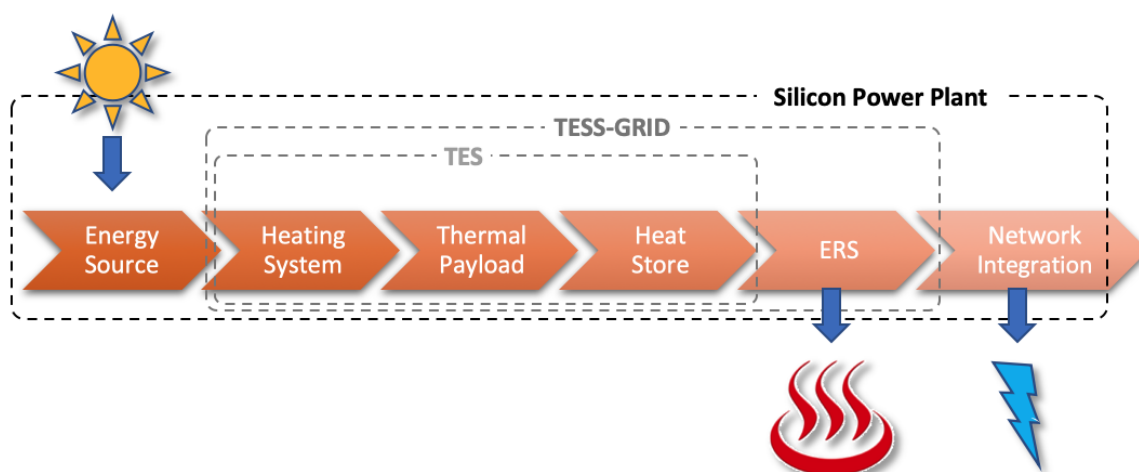 Silicon Power Plant
TESS-GRID
TES
Energy
Source
Heating
System
Thermal
Payload
Heat
Store
ERS
Network
Integration